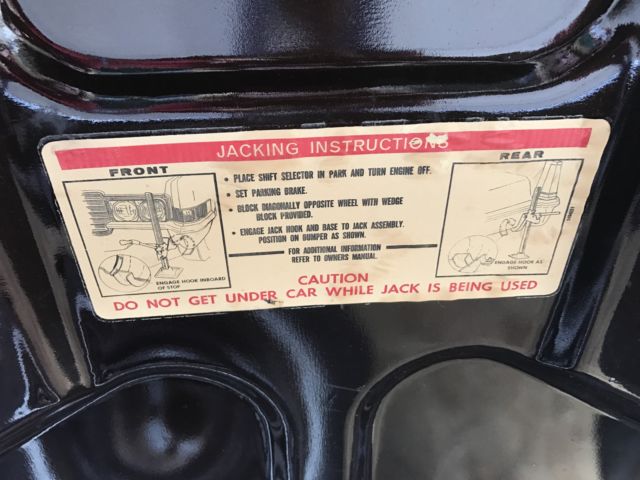 JACKING INSTRUCTIONS
FRONT
ENGAGE HOOK INBOARD
OF STOP
• PLACE SHIFT SELECTOR IN PARK AND TURN ENGINE OFF.
• SET PARKING BRAKE.
• BLOCK DIAGONALLY OPPOSITE WHEEL WITH WEDGE
BLOCK PROVIDED.
• ENGAGE JACK HOOK AND BASE TO JACK ASSEMBLY.
POSITION ON BUMPER AS SHOWN.
FOR ADDITIONAL INFORMATION
REFER TO OWNERS MANUAL.
REAR
ENGAGE HOOK AS
SHOWN
CAUTION
DO NOT GET UNDER CAR WHILE JACK IS BEING USED